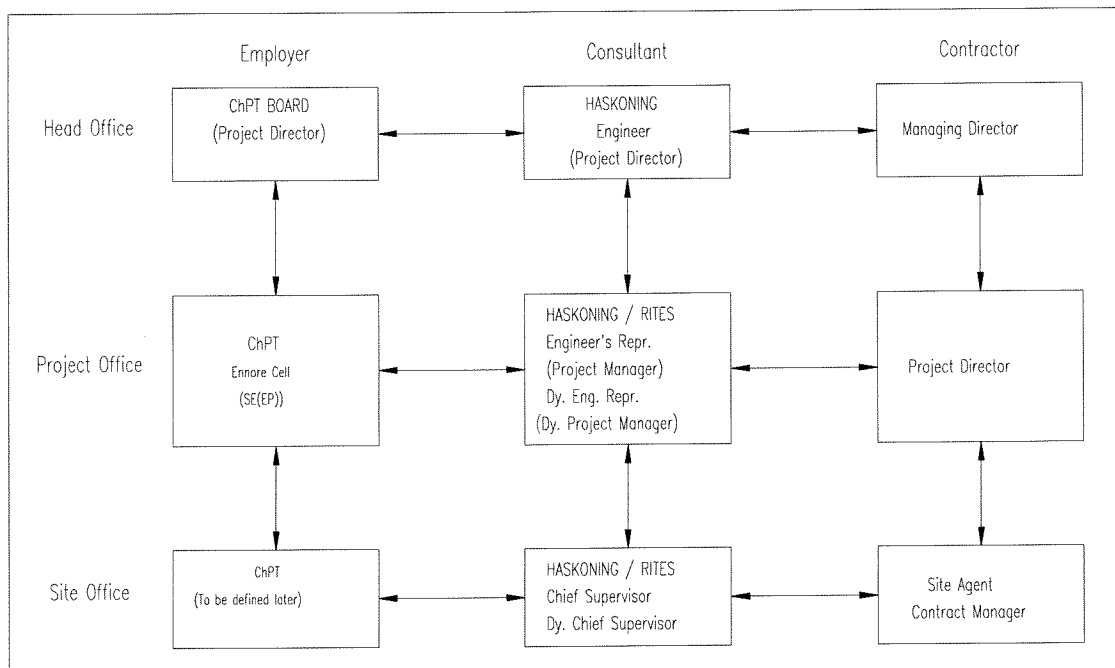 Employer
Consultant
Contractor
Head Office
ChPT BOARD
(Project Director)
HASKONING
Engineer
(Project Director)
Managing Director
Project Office
ChPT
Ennore Cell
(SE(EP))
HASKONING / RITES
Engineer's Repr.
(Project Manager)
Dy. Eng. Repr.
(Dy. Project Manager)
Project Director
Site Office
ChPT
(To be defined later)
HASKONING / RITES
Chief Supervisor
Dy. Chief Supervisor
Site Agent
Contract Manager